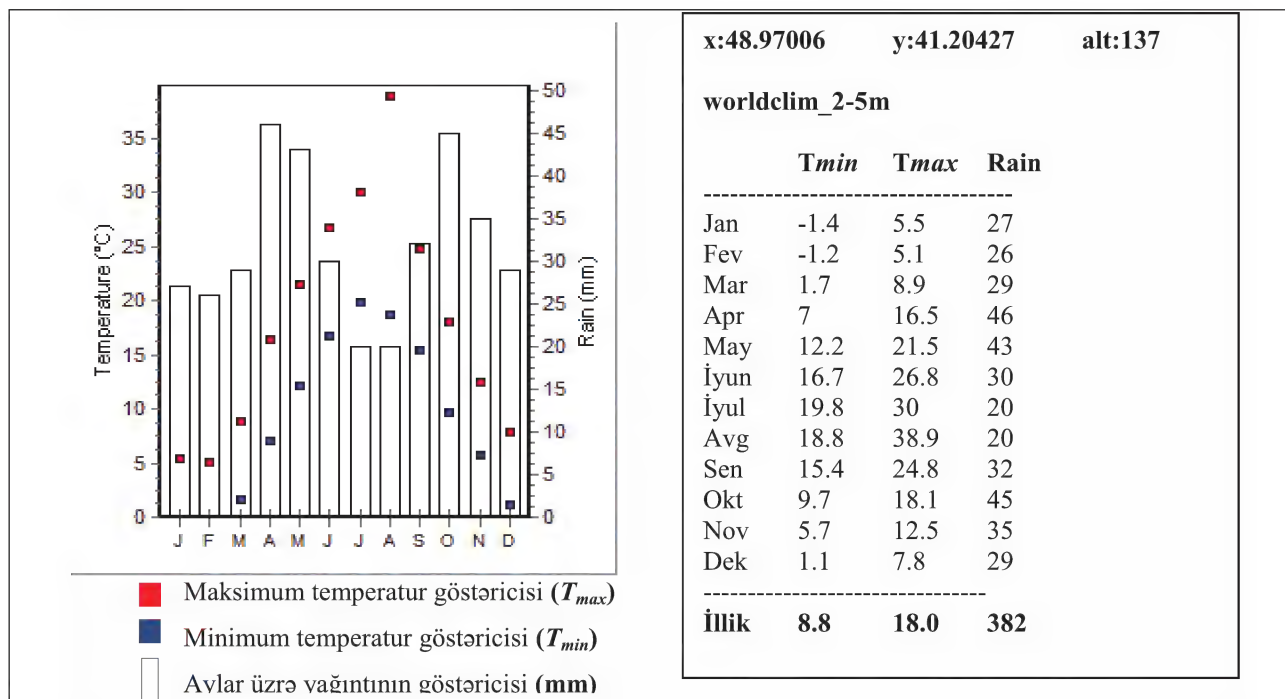 Temperature (°C)
35
30
25
20
15
10
5
0
50
45
40
35
30
25
20
15
10
5
0
Rain (mm)
J F M A M J J A S O N D
Maksimum temperatur göstəricisi (Tmax)
Minimum temperatur göstəricisi (Tmin)
Aylar üzrə yağıntının göstəricisi (mm)
x:48.97006 y:41.20427 alt:137
worldclim_2-5m
Tmin Tmax Rain
-----------------------------------
Jan -1.4 5.5 27
Fev -1.2 5.1 26
Mar 1.7 8.9 29
Apr 7 16.5 46
May 12.2 21.5 43
İyun 16.7 26.8 30
İyul 19.8 30 20
Avg 18.8 38.9 20
Sen 15.4 24.8 32
Okt 9.7 18.1 45
Nov 5.7 12.5 35
Dek 1.1 7.8 29
--------------------------------
İllik 8.8 18.0 382